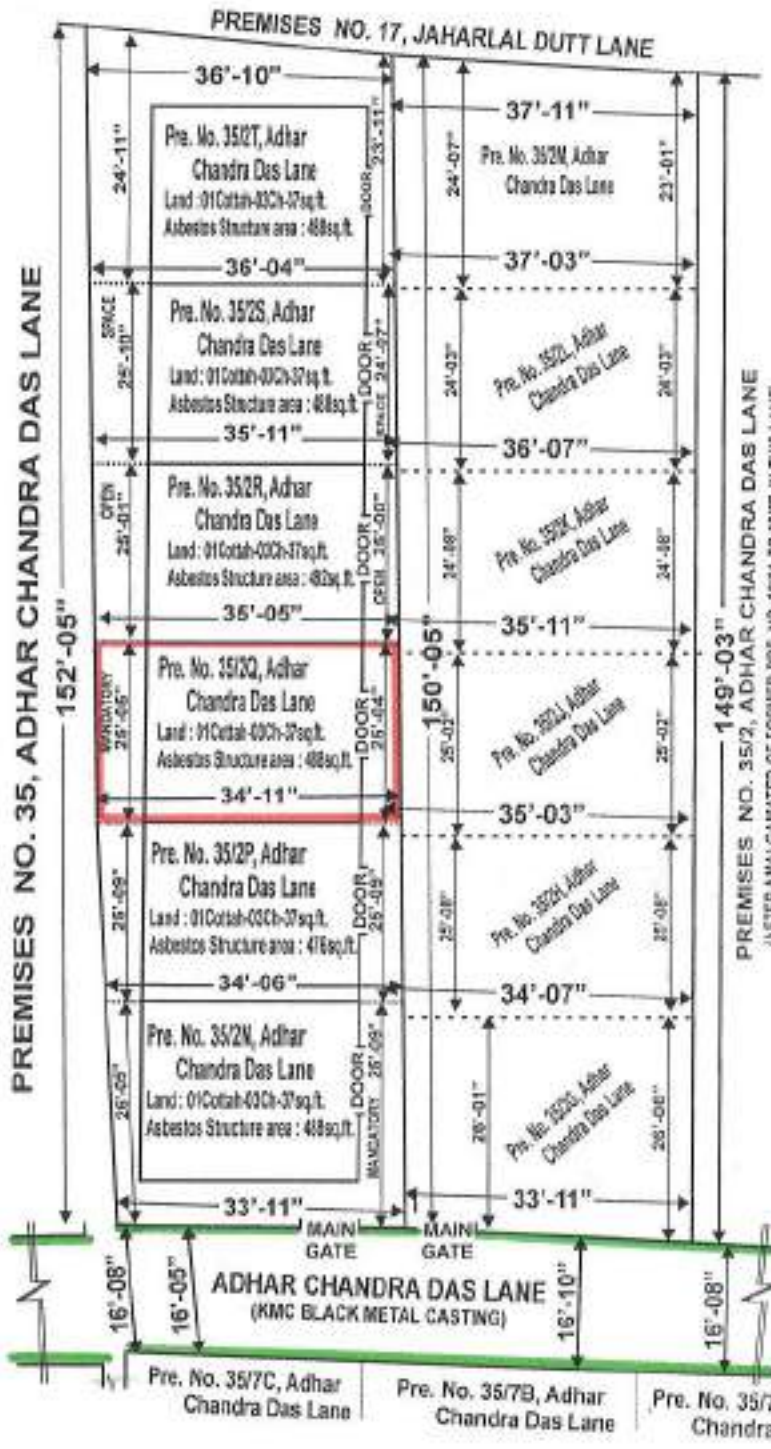 PREMISES NO. 17, JAHARLAL DUTT LANE
36'-10"
37'-11"
24'-11"
Pre. No. 35/2T, Adhar
Chandra Das Lane
Land : 01Cottah-03Ch-37sq.ft.
Asbestos Structure area : 488sq.ft.
DOOR
23'-11"
24'-07"
Pre. No. 35/2M, Adhar
Chandra Das Lane
23'-01"
36'-04"
37'-03"
SPACE
25'-10"
Pre. No. 35/2S, Adhar
Chandra Das Lane
Land : 01Cottah-03Ch-37sq.ft.
Asbestos Structure area : 488sq.ft.
DOOR
SPACE 24'-07"
24'-03"
Pre. No. 35/2L, Adhar
Chandra Das Lane
24'-03"
35'-11"
36'-07"
OPEN
25'-01"
Pre. No. 35/2R, Adhar
Chandra Das Lane
Land : 01Cottah-03Ch-37sq.ft.
Asbestos Structure area : 482sq.ft.
DOOR
OPEN 25'-00"
24'-08"
Pre. No. 35/2K, Adhar
Chandra Das Lane
24'-08"
35'-05"
35'-11"
PREMISES NO. 35, ADHAR CHANDRA DAS LANE
152'-05"
MANDATORY
25'-05"
Pre. No. 35/2Q, Adhar
Chandra Das Lane
Land : 01Cottah-03Ch-37sq.ft.
Asbestos Structure area : 488sq.ft.
DOOR
25'-04"
150'-05"
25'-02"
Pre. No. 35/2J, Adhar
Chandra Das Lane
25'-02"
149'-03"
PREMISES NO. 35/2, ADHAR CHANDRA DAS LANE
34'-11"
35'-03"
25'-09"
Pre. No. 35/2P, Adhar
Chandra Das Lane
Land : 01Cottah-03Ch-37sq.ft.
Asbestos Structure area : 476sq.ft.
DOOR
25'-09"
25'-08"
Pre. No. 35/2H, Adhar
Chandra Das Lane
25'-08"
34'-06"
34'-07"
26'-05"
Pre. No. 35/2N, Adhar
Chandra Das Lane
Land : 01Cottah-03Ch-37sq.ft.
Asbestos Structure area : 488sq.ft.
DOOR
MANDATORY 26'-09"
26'-01"
Pre. No. 35/2G, Adhar
Chandra Das Lane
26'-06"
33'-11"
33'-11"
MAIN GATE
MAIN GATE
16'-08"
16'-05"
ADHAR CHANDRA DAS LANE
(KMC BLACK METAL CASTING)
16'-10"
16'-08"
Pre. No. 35/7C, Adhar
Chandra Das Lane
Pre. No. 35/7B, Adhar
Chandra Das Lane
Pre. No. 35/7
Chandra